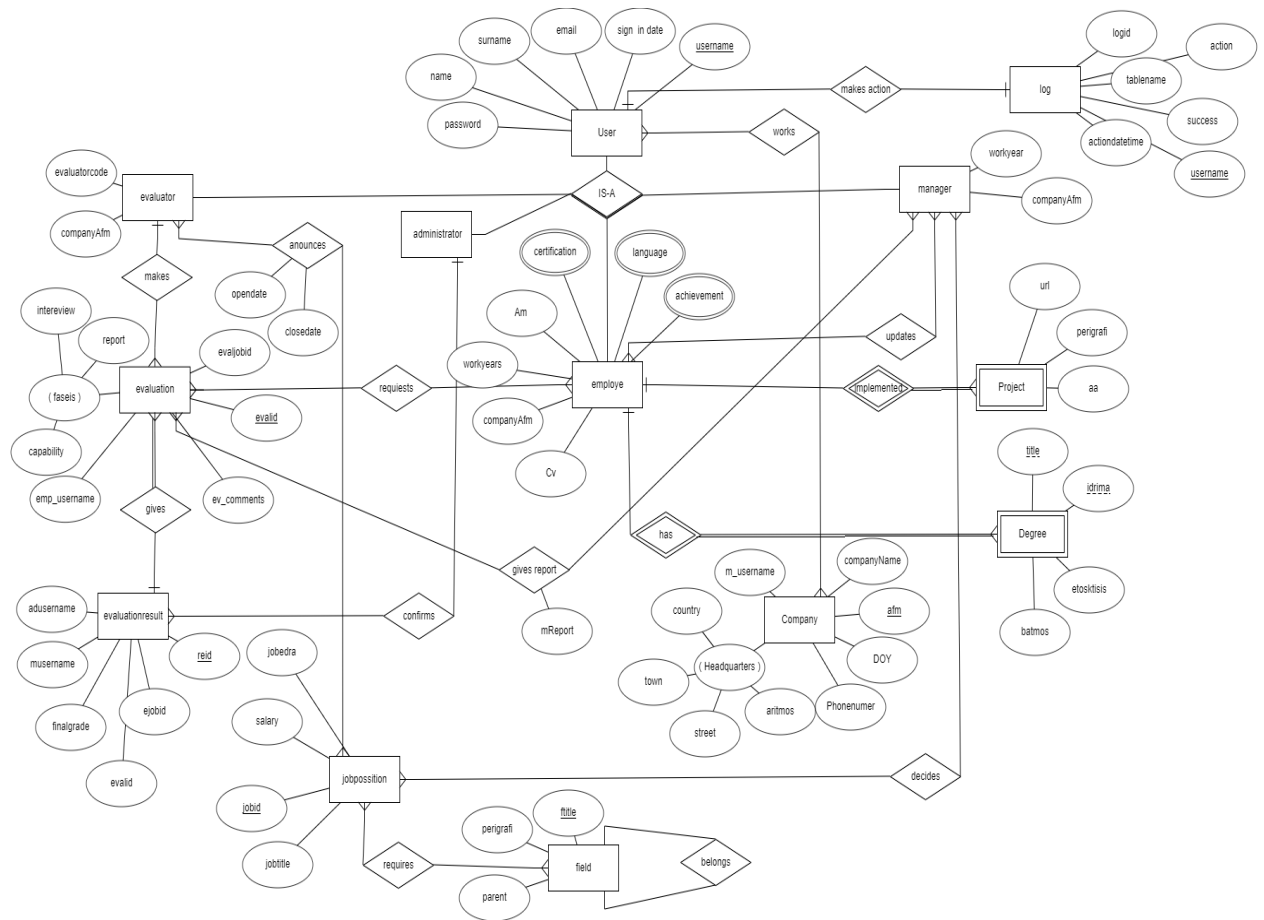 email
sign in date
surname
username
name
password
User
makes action
works
logid
action
tablename
log
success
actiondatetime
username
evaluatorcode
evaluator
companyAfm
IS-A
workyear
manager
companyAfm
administrator
anounces
makes
opendate
closedate
certification
language
achievement
Am
updates
url
perigrafi
Project
aa
intereview
report
evaljobid
( faseis )
evaluation
evalid
capability
emp_username
ev_comments
requiests
workyears
employe
companyAfm
Cv
Implemented
title
idrima
Degree
etosktisis
batmos
has
gives
gives report
mReport
m_username
companyName
country
Company
afm
( Headquarters )
DOY
town
aritmos
Phonenumer
street
adusername
evaluationresult
confirms
musername
reid
finalgrade
ejobid
evalid
jobedra
salary
jobpossition
jobid
jobtitle
decides
requires
perigrafi
ftitle
field
parent
belongs